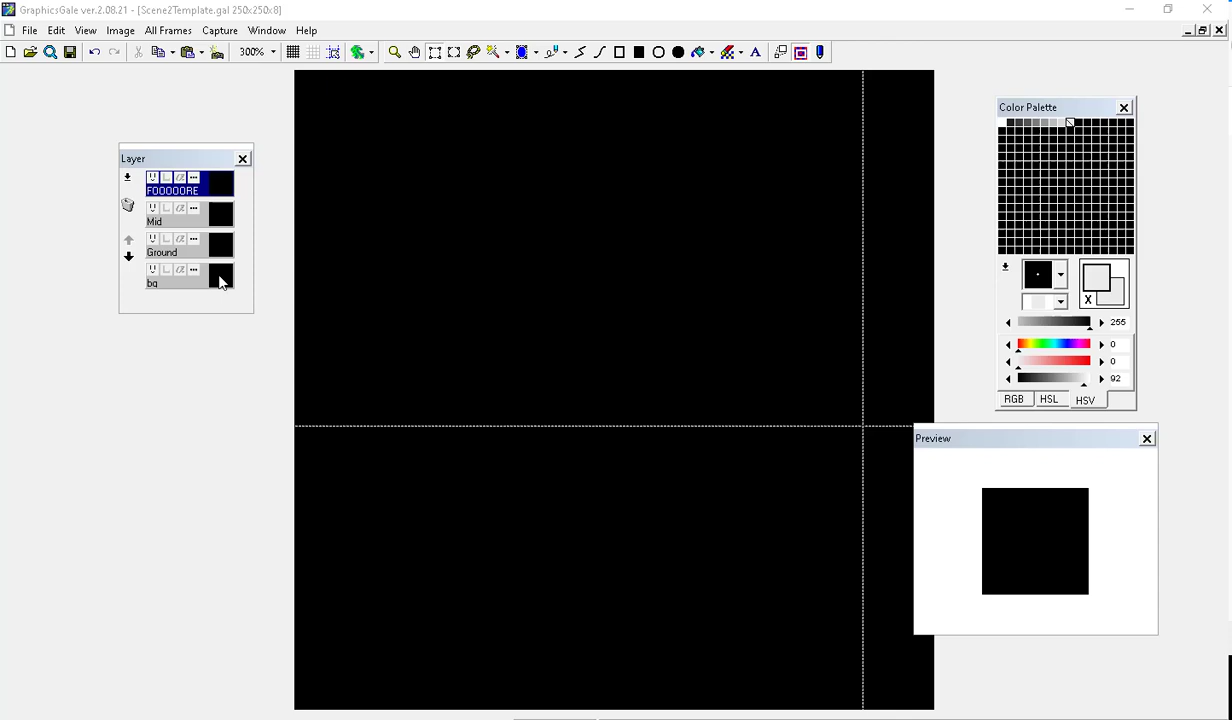 GraphicsGale ver.2.08.21 - [Scene2Template.gal 250x250x8]
File Edit View Image All Frames Capture Window Help
300%
A
Layer
FOOOOORE
Mid
Ground
bg
Color Palette
X
255
0
0
92
RGB HSL HSV
Preview